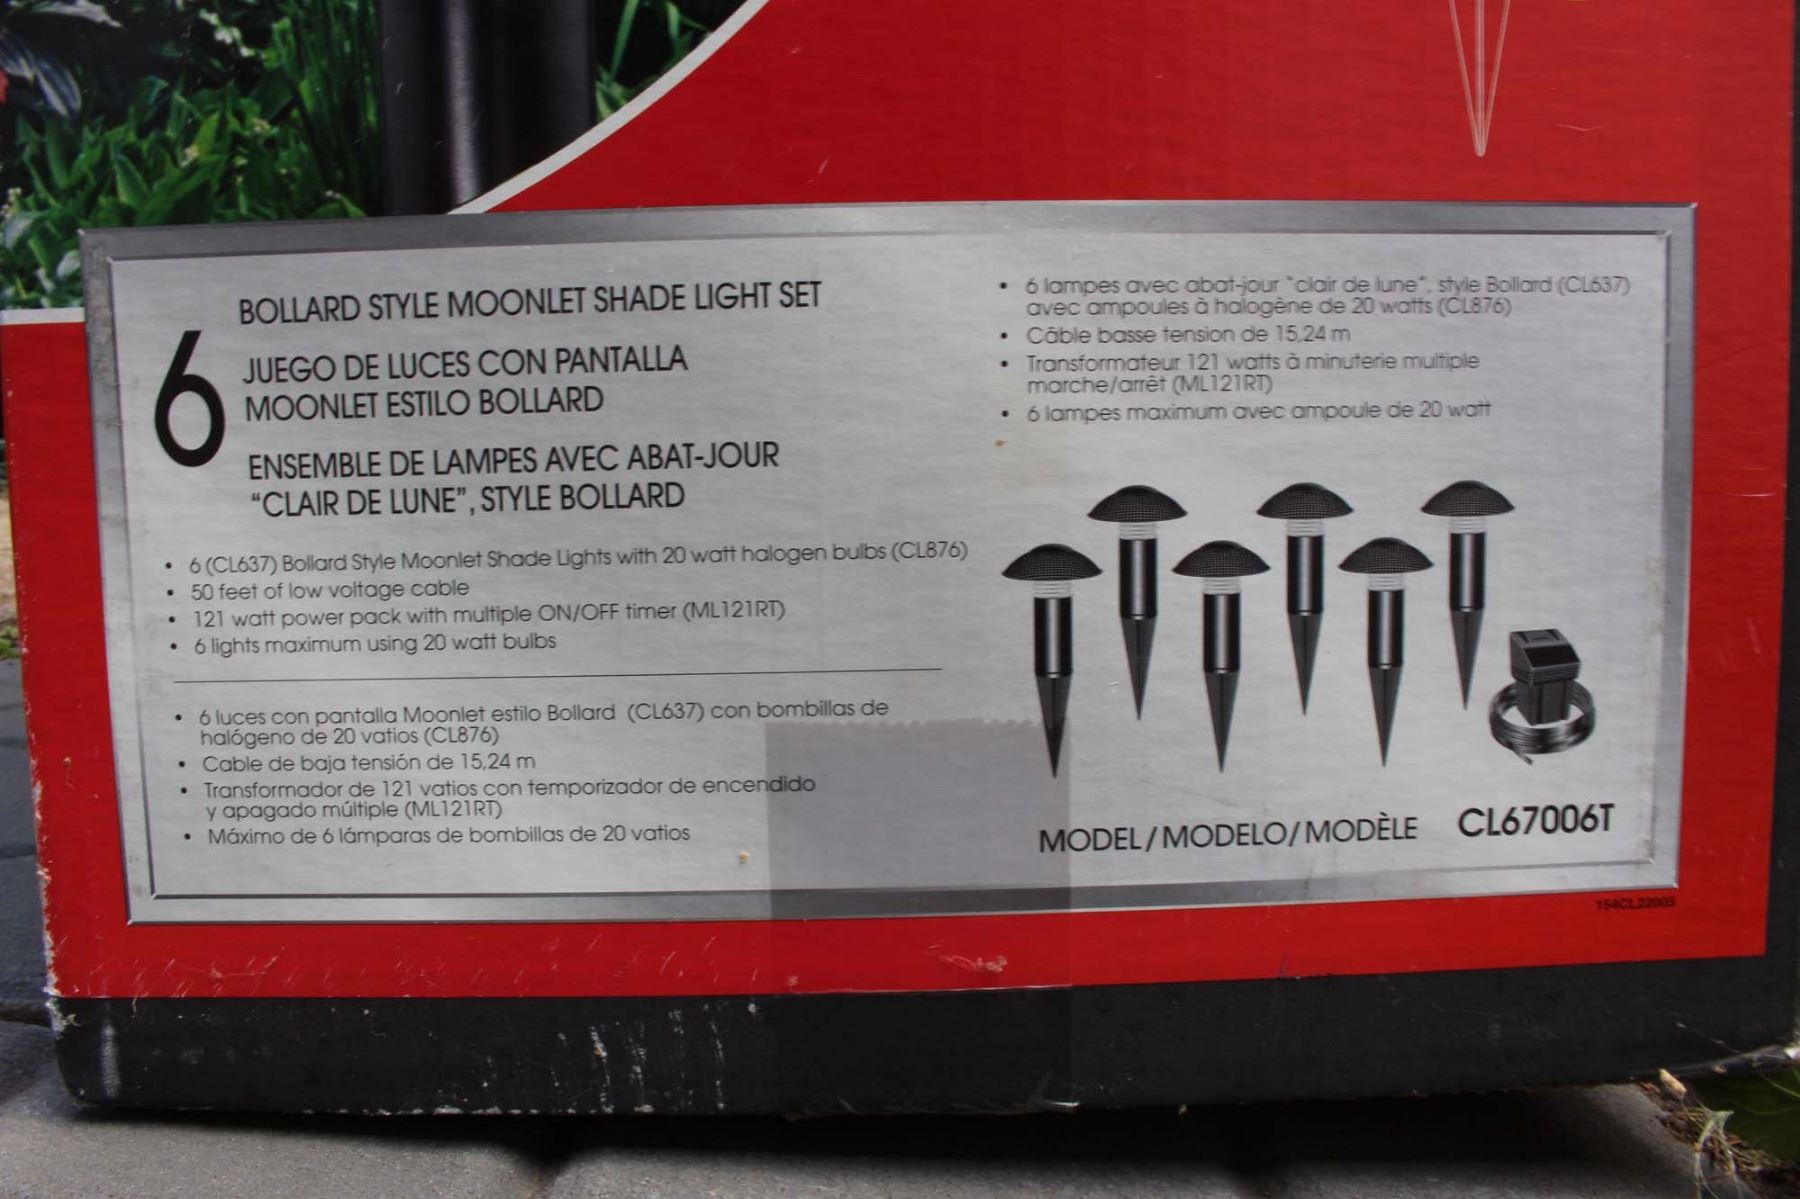 6
BOLLARD STYLE MOONLET SHADE LIGHT SET
JUEGO DE LUCES CON PANTALLA
MOONLET ESTILO BOLLARD
ENSEMBLE DE LAMPES AVEC ABAT-JOUR
“CLAIR DE LUNE”, STYLE BOLLARD
• 6 (CL637) Bollard Style Moonlet Shade Lights with 20 watt halogen bulbs (CL876)
• 50 feet of low voltage cable
• 121 watt power pack with multiple ON/OFF timer (ML121RT)
• 6 lights maximum using 20 watt bulbs
• 6 luces con pantalla Moonlet estilo Bollard (CL637) con bombillas de
halógeno de 20 vatios (CL876)
• Cable de baja tensión de 15,24 m
• Transformador de 121 vatios con temporizador de encendido
y apagado múltiple (ML121RT)
• Máximo de 6 lámparas de bombillas de 20 vatios
• 6 lampes avec abat-jour “clair de lune”, style Bollard (CL637)
avec ampoules à halogène de 20 watts (CL876)
• Câble basse tension de 15,24 m
• Transformateur 121 watts à minuterie multiple
marche/arrêt (ML121RT)
• 6 lampes maximum avec ampoule de 20 watt
MODEL/MODELO/MODÈLE CL67006T
154CL22005